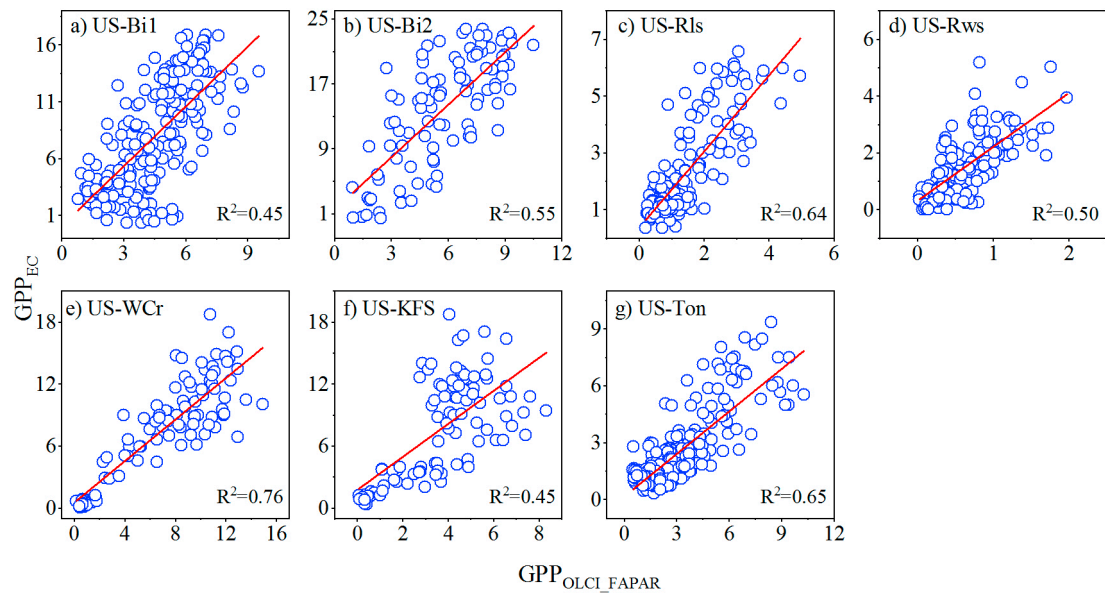 a) US-Bi1
16
11
6
1
R²=0.45
0 3 6 9 12
b) US-Bi2
25
17
9
1
R²=0.55
0 3 6 9 12
c) US-Rls
7
5
3
1
R²=0.64
0 2 4 6
d) US-Rws
6
4
2
0
R²=0.50
0 1 2
GPP_EC
e) US-WCr
18
12
6
0
R²=0.76
0 4 8 12 16
f) US-KFS
18
12
6
0
R²=0.45
0 2 4 6 8
g) US-Ton
9
6
3
0
R²=0.65
0 3 6 9 12
GPP_OLCI_FAPAR